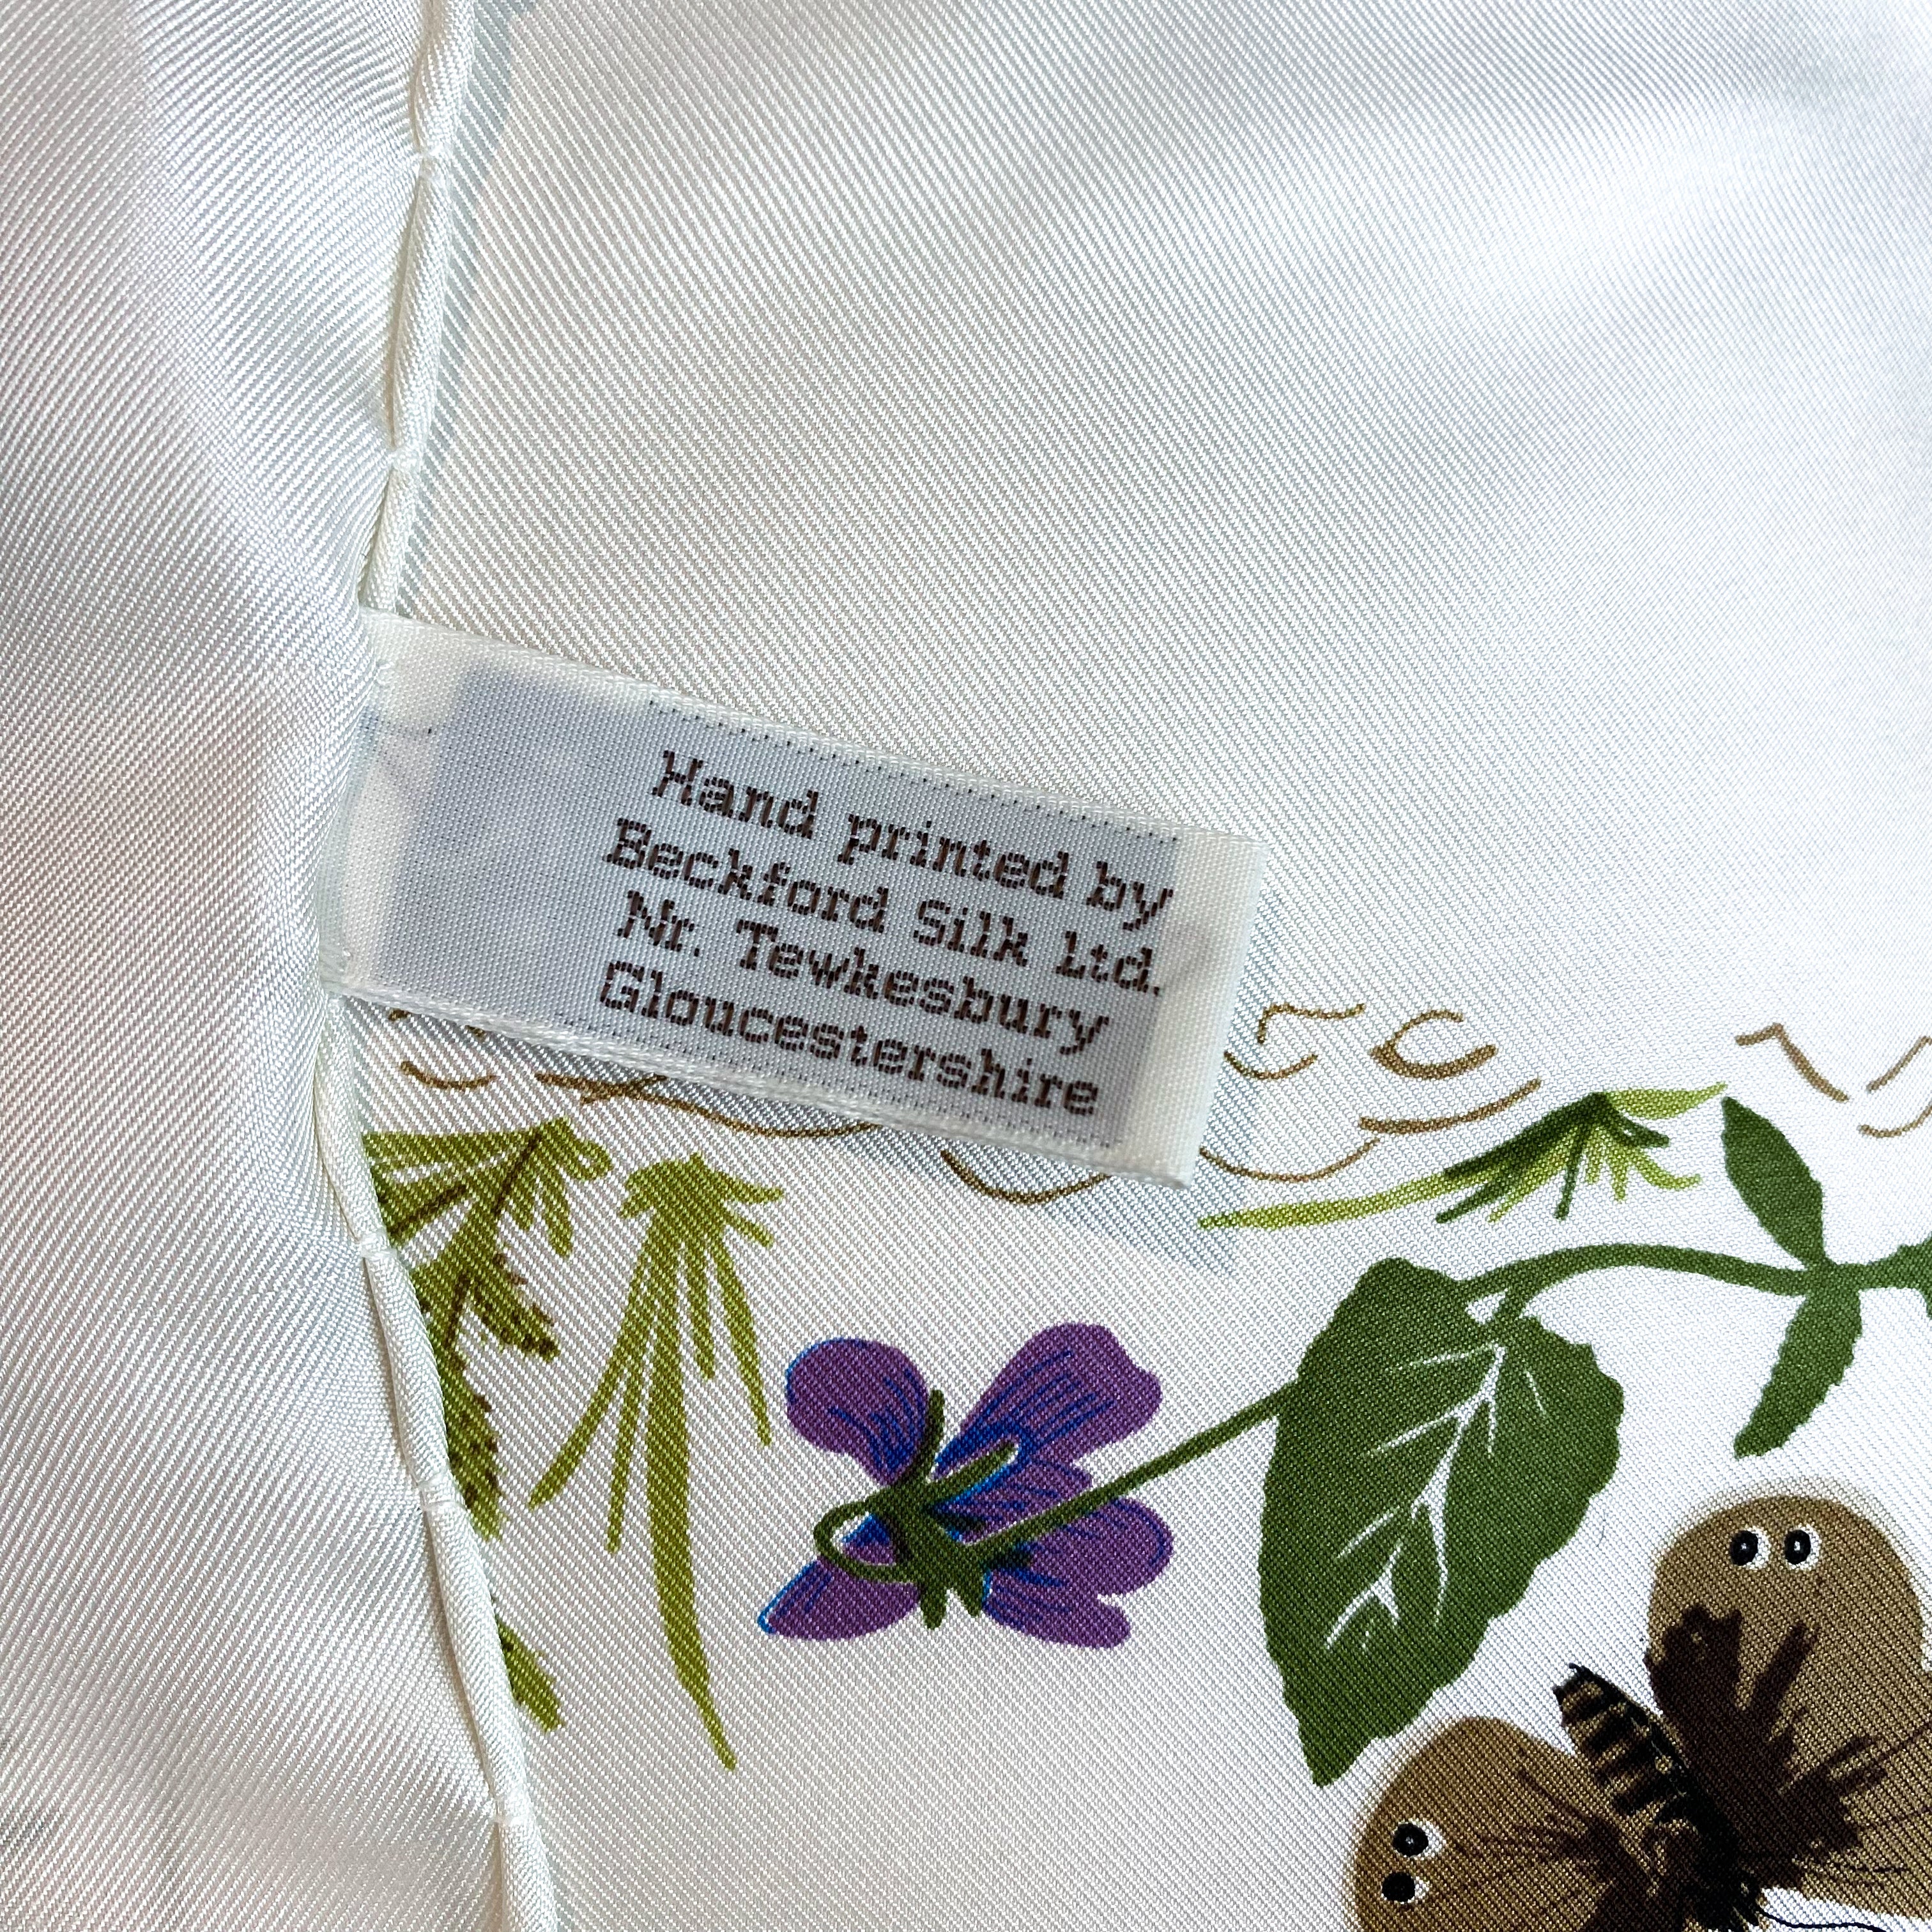 Hand printed by
Beckford Silk Ltd.
Nr. Tewkesbury
Gloucestershire